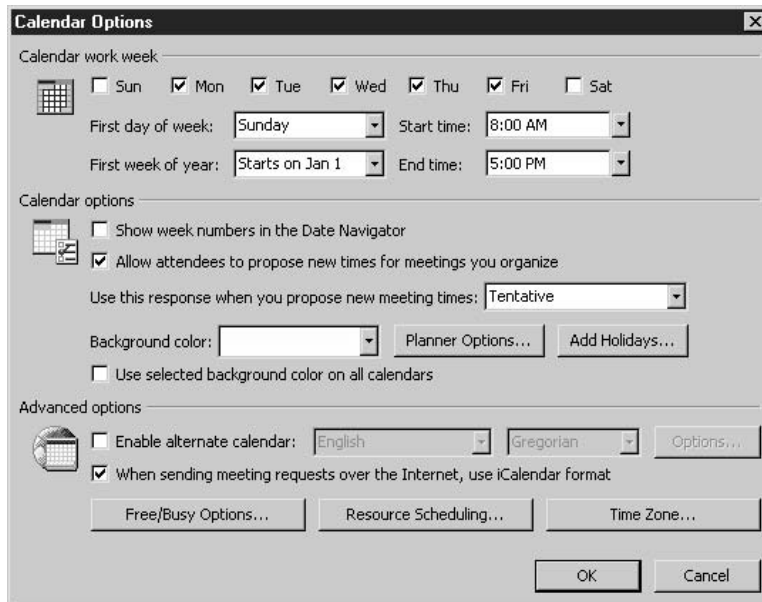 Calendar Options
Calendar work week
Sun Mon Tue Wed Thu Fri Sat
First day of week: Sunday Start time: 8:00 AM
First week of year: Starts on Jan 1 End time: 5:00 PM
Calendar options
Show week numbers in the Date Navigator
Allow attendees to propose new times for meetings you organize
Use this response when you propose new meeting times: Tentative
Background color: Planner Options... Add Holidays...
Use selected background color on all calendars
Advanced options
Enable alternate calendar: English Gregorian Options...
When sending meeting requests over the Internet, use iCalendar format
Free/Busy Options... Resource Scheduling... Time Zone...
OK Cancel